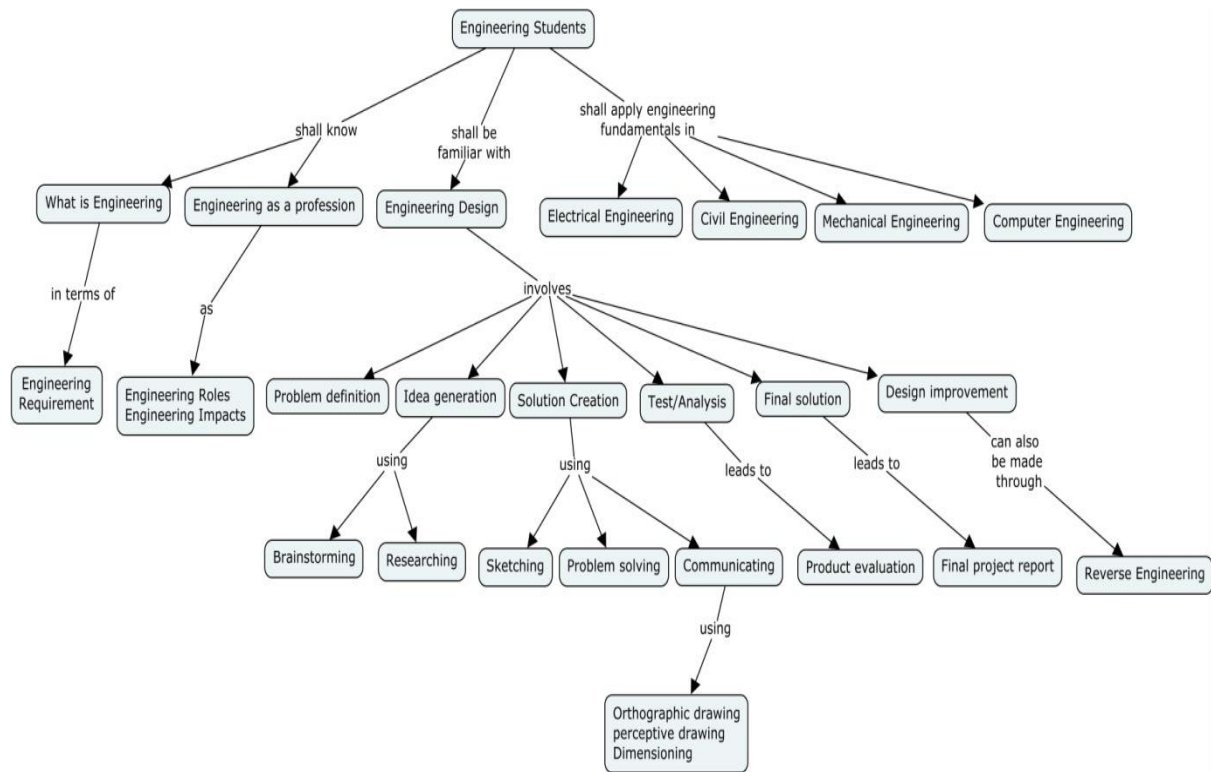 Engineering Students
shall know
shall be
familiar with
shall apply engineering
fundamentals in
What is Engineering
Engineering as a profession
Engineering Design
Electrical Engineering
Civil Engineering
Mechanical Engineering
Computer Engineering
in terms of
as
involves
Engineering
Requirement
Engineering Roles
Engineering Impacts
Problem definition
Idea generation
Solution Creation
Test/Analysis
Final solution
Design improvement
using
using
leads to
leads to
can also
be made
through
Brainstorming
Researching
Sketching
Problem solving
Communicating
Product evaluation
Final project report
Reverse Engineering
using
Orthographic drawing
perceptive drawing
Dimensioning